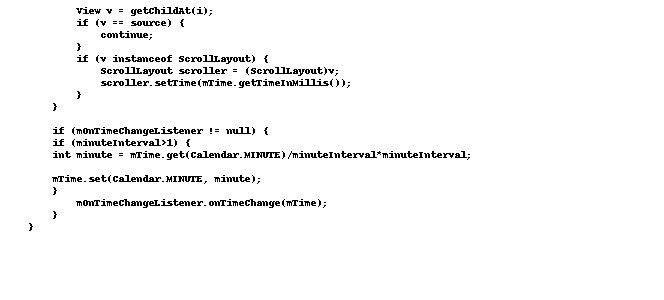 View v = getChildAt(i);
if (v == source) {
continue;
}
if (v instanceof ScrollLayout) {
ScrollLayout scroller = (ScrollLayout)v;
scroller.setTime(mTime.getTimeInMillis());
}
}
if (mOnTimeChangeListener != null) {
if (minuteInterval>1) {
int minute = mTime.get(Calendar.MINUTE)/minuteInterval*minuteInterval;
mTime.set(Calendar.MINUTE, minute);
}
mOnTimeChangeListener.onTimeChange(mTime);
}
}